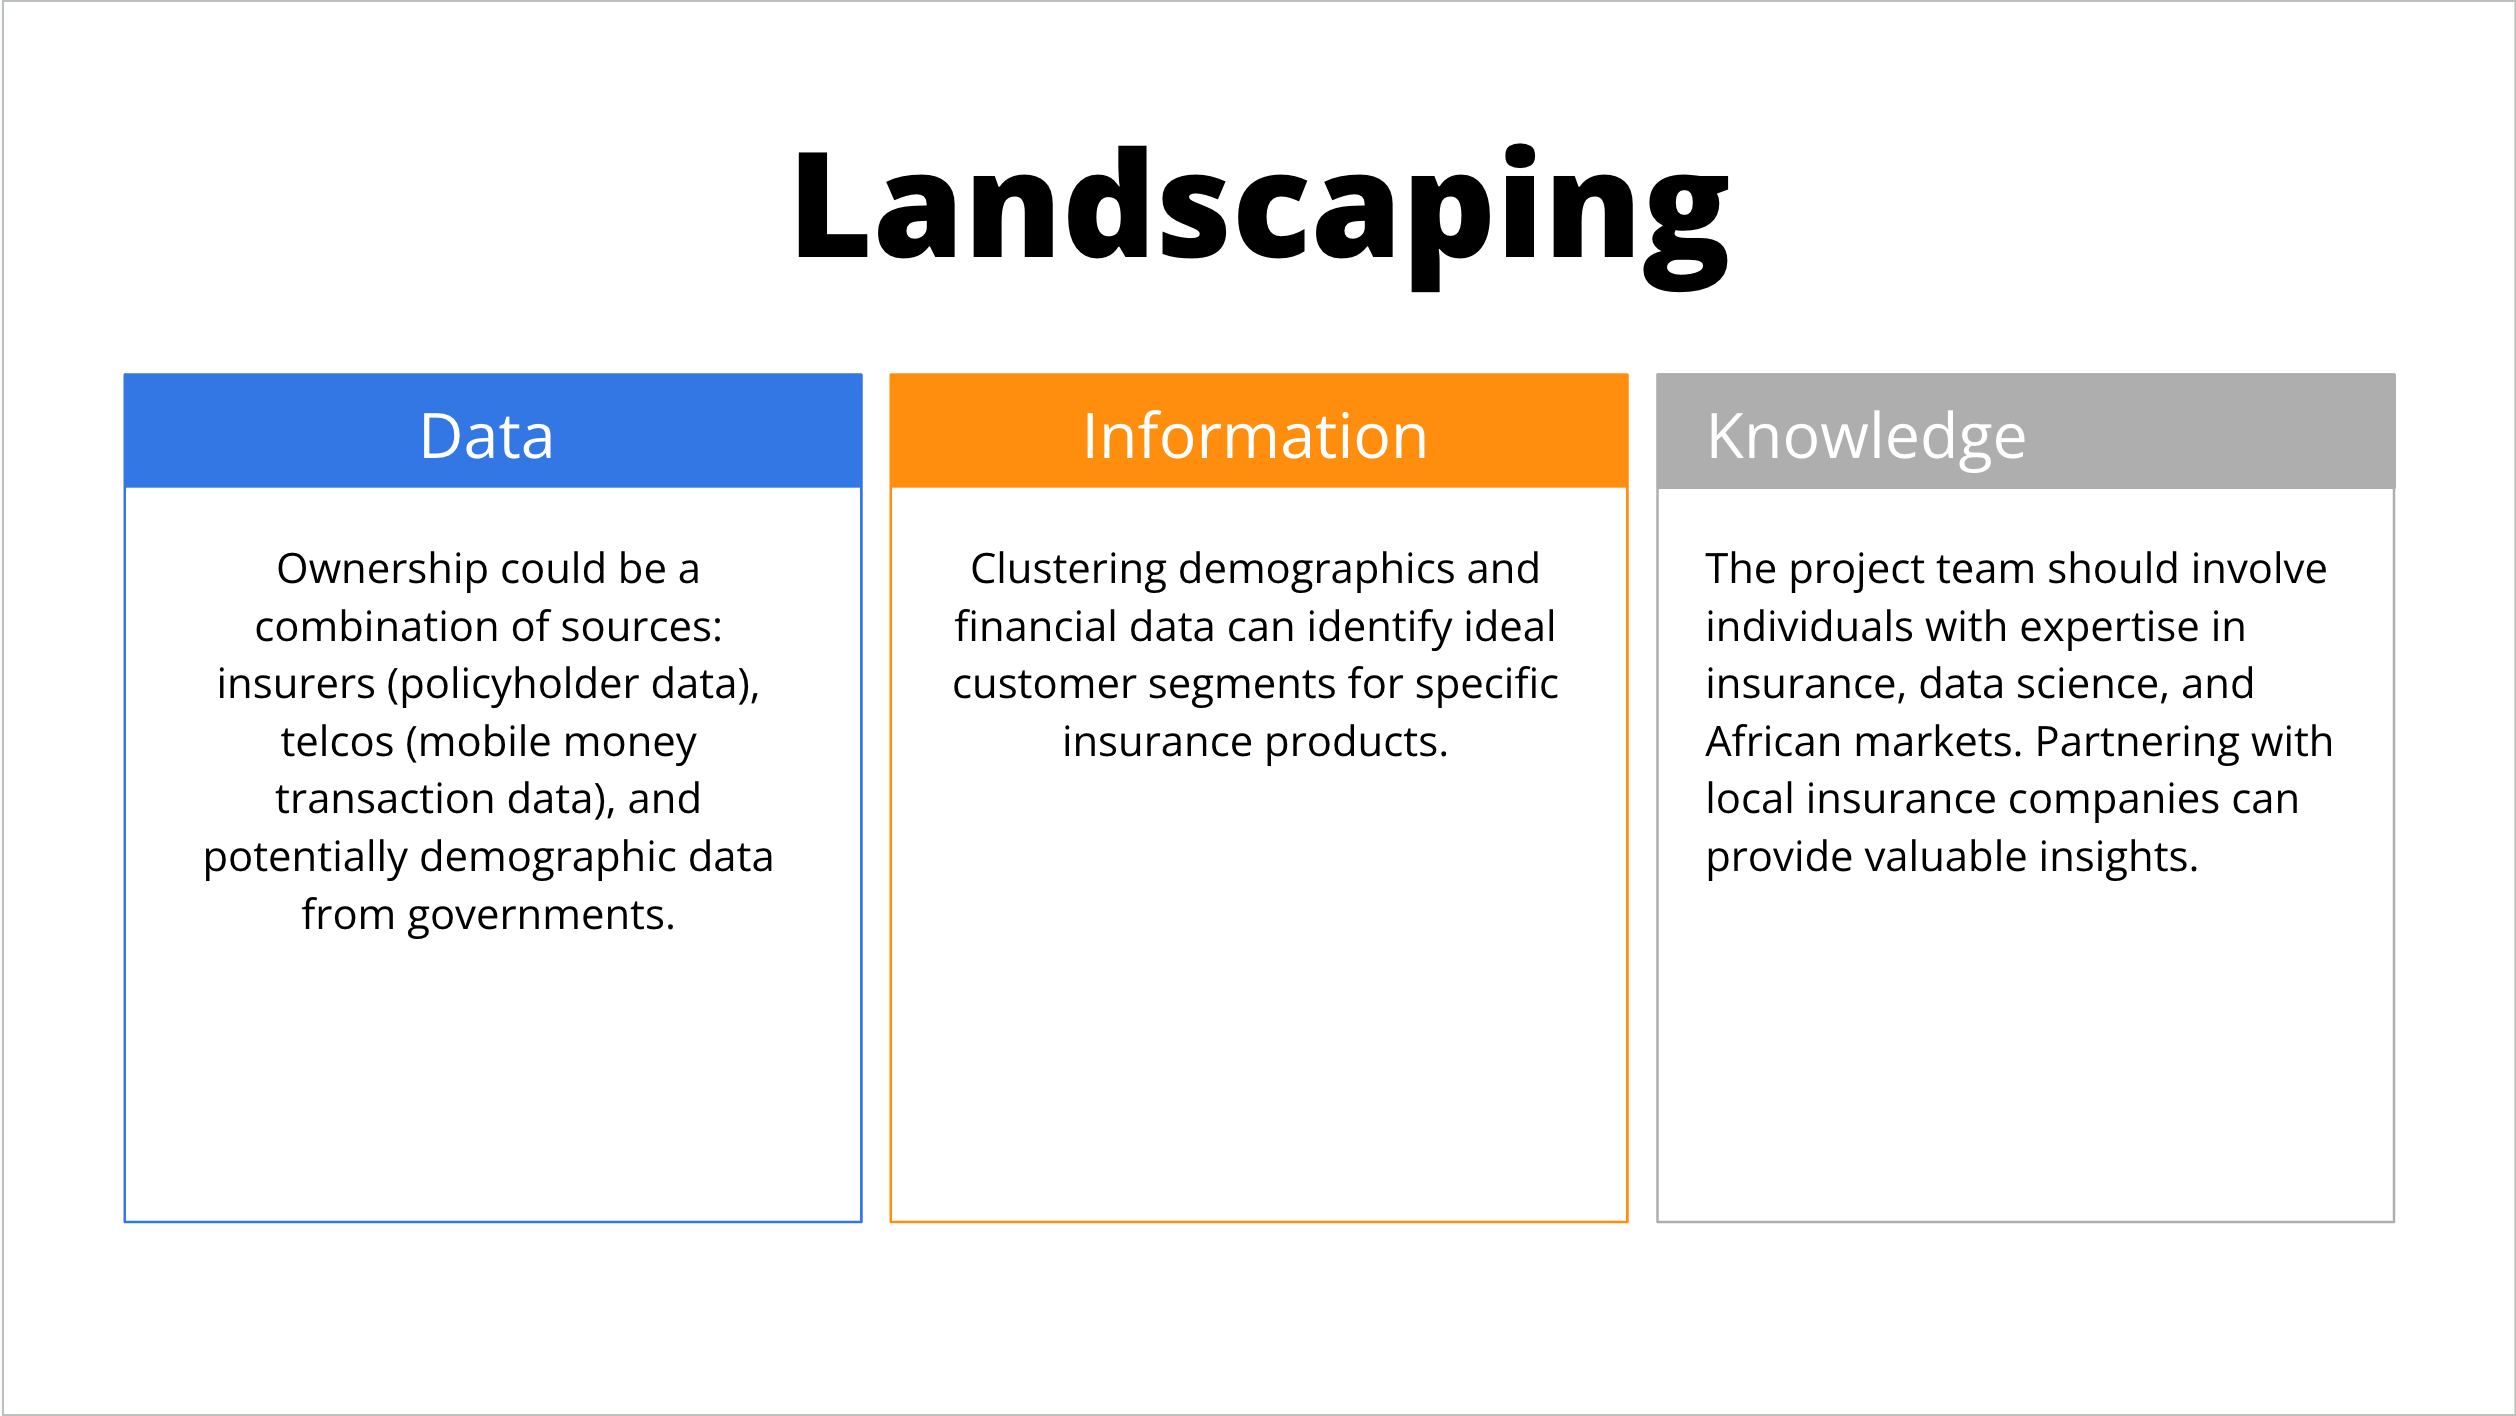 Landscaping
Data
Ownership could be a
combination of sources:
insurers (policyholder data),
telcos (mobile money
transaction data), and
potentially demographic data
from governments.
Information
Clustering demographics and
financial data can identify ideal
customer segments for specific
insurance products.
Knowledge
The project team should involve
individuals with expertise in
insurance, data science, and
African markets. Partnering with
local insurance companies can
provide valuable insights.